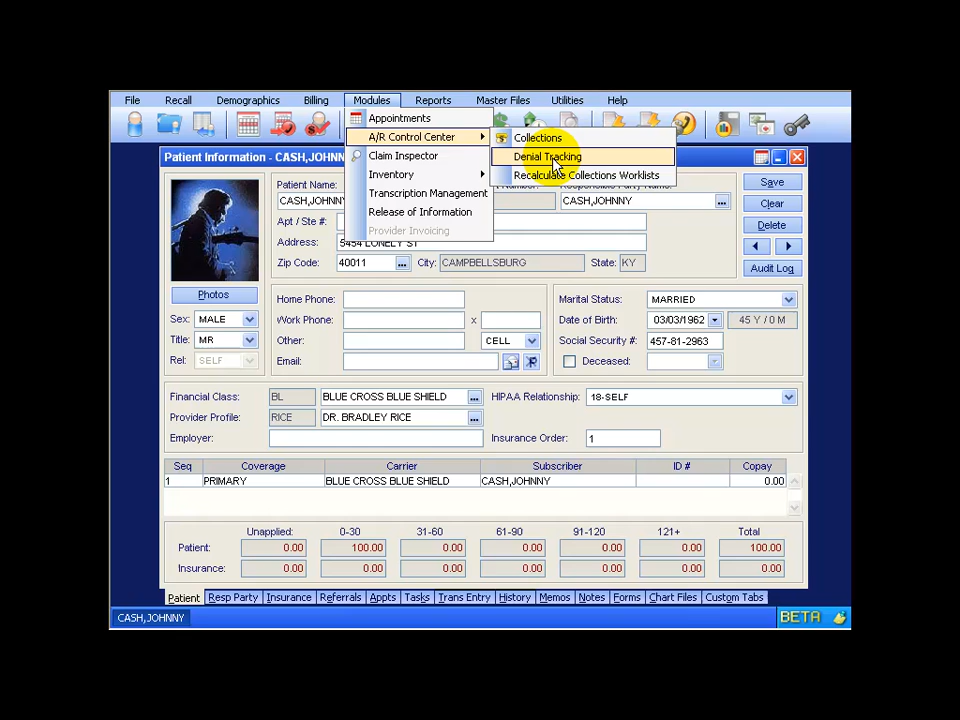 File Recall Demographics Billing Modules Reports Master Files Utilities Help
Appointments
A/R Control Center
Claim Inspector
Inventory
Transcription Management
Release of Information
Provider Invoicing
Collections
Denial Tracking
Recalculate Collections Worklists
Patient Information - CASH,JOHNNY
Patient Name:
CASH,JOHNNY CASH,JOHNNY
Apt / Ste #:
Address: 5454 LONELY ST
Zip Code: 40011 ... City: CAMPBELLSBURG State: KY
Save
Clear
Delete
Audit Log
Photos
Sex: MALE
Title: MR
Rel: SELF
Home Phone:
Work Phone: x
Other: CELL
Email:
Marital Status: MARRIED
Date of Birth: 03/03/1962 45 Y / 0 M
Social Security #: 457-81-2963
Deceased:
Financial Class: BL BLUE CROSS BLUE SHIELD ... HIPAA Relationship: 18-SELF
Provider Profile: RICE DR. BRADLEY RICE ...
Employer: Insurance Order: 1
Seq Coverage Carrier Subscriber ID # Copay
1 PRIMARY BLUE CROSS BLUE SHIELD CASH,JOHNNY 0.00
Unapplied: 0-30 31-60 61-90 91-120 121+ Total
Patient: 0.00 100.00 0.00 0.00 0.00 0.00 100.00
Insurance: 0.00 0.00 0.00 0.00 0.00 0.00 0.00
Patient Resp Party Insurance Referrals Appts Tasks Trans Entry History Memos Notes Forms Chart Files Custom Tabs
CASH,JOHNNY BETA